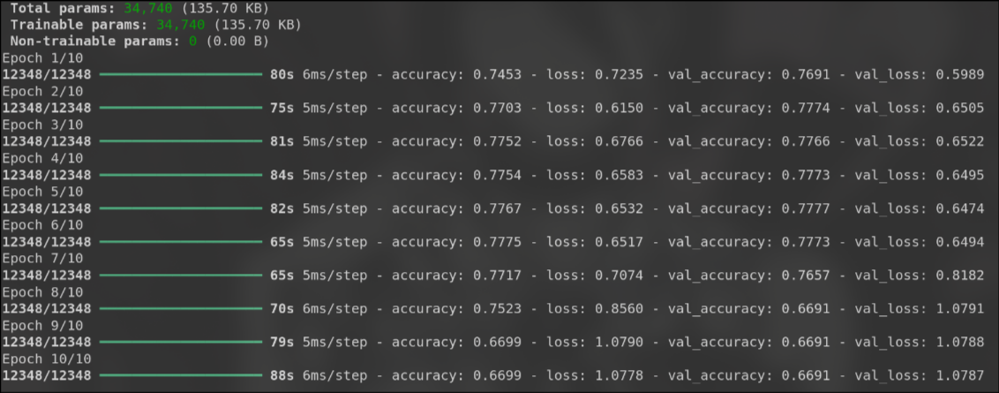 Total params: 34,740 (135.70 KB)
Trainable params: 34,740 (135.70 KB)
Non-trainable params: 0 (0.00 B)
Epoch 1/10
12348/12348 ━━━━━━━━━━━━━━━━━━━━ 80s 6ms/step - accuracy: 0.7453 - loss: 0.7235 - val_accuracy: 0.7691 - val_loss: 0.5989
Epoch 2/10
12348/12348 ━━━━━━━━━━━━━━━━━━━━ 75s 5ms/step - accuracy: 0.7703 - loss: 0.6150 - val_accuracy: 0.7774 - val_loss: 0.6505
Epoch 3/10
12348/12348 ━━━━━━━━━━━━━━━━━━━━ 81s 5ms/step - accuracy: 0.7752 - loss: 0.6766 - val_accuracy: 0.7766 - val_loss: 0.6522
Epoch 4/10
12348/12348 ━━━━━━━━━━━━━━━━━━━━ 84s 5ms/step - accuracy: 0.7754 - loss: 0.6583 - val_accuracy: 0.7773 - val_loss: 0.6495
Epoch 5/10
12348/12348 ━━━━━━━━━━━━━━━━━━━━ 82s 5ms/step - accuracy: 0.7767 - loss: 0.6532 - val_accuracy: 0.7777 - val_loss: 0.6474
Epoch 6/10
12348/12348 ━━━━━━━━━━━━━━━━━━━━ 65s 5ms/step - accuracy: 0.7775 - loss: 0.6517 - val_accuracy: 0.7773 - val_loss: 0.6494
Epoch 7/10
12348/12348 ━━━━━━━━━━━━━━━━━━━━ 65s 5ms/step - accuracy: 0.7717 - loss: 0.7074 - val_accuracy: 0.7657 - val_loss: 0.8182
Epoch 8/10
12348/12348 ━━━━━━━━━━━━━━━━━━━━ 70s 6ms/step - accuracy: 0.7523 - loss: 0.8560 - val_accuracy: 0.6691 - val_loss: 1.0791
Epoch 9/10
12348/12348 ━━━━━━━━━━━━━━━━━━━━ 79s 5ms/step - accuracy: 0.6699 - loss: 1.0790 - val_accuracy: 0.6691 - val_loss: 1.0788
Epoch 10/10
12348/12348 ━━━━━━━━━━━━━━━━━━━━ 88s 6ms/step - accuracy: 0.6699 - loss: 1.0778 - val_accuracy: 0.6691 - val_loss: 1.0787